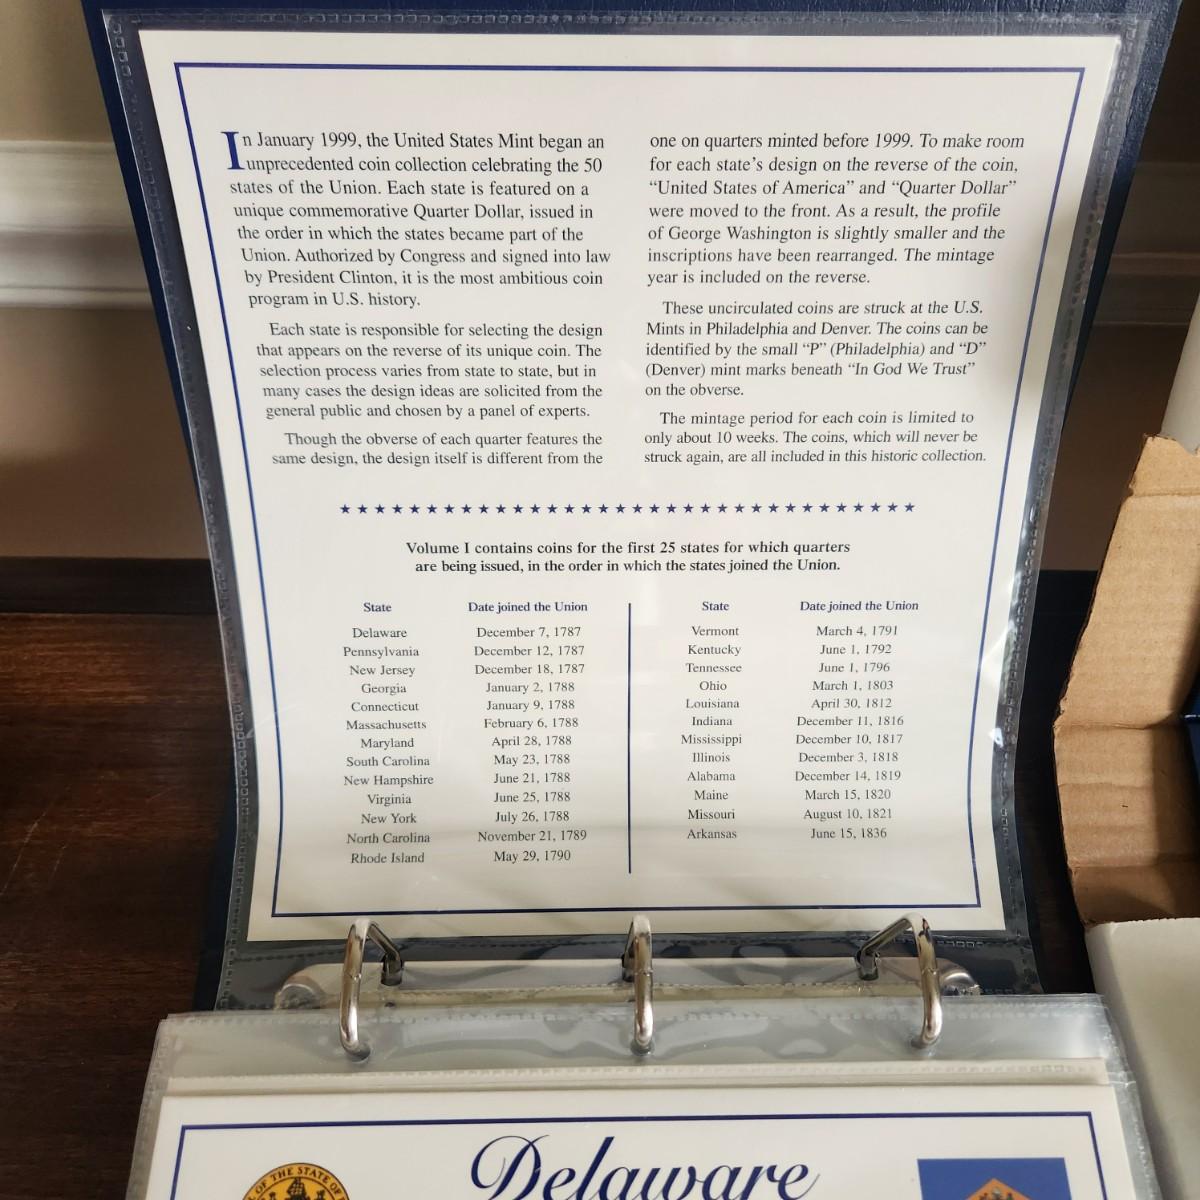 In January 1999, the United States Mint began an
unprecedented coin collection celebrating the 50
states of the Union. Each state is featured on a
unique commemorative Quarter Dollar, issued in
the order in which the states became part of the
Union. Authorized by Congress and signed into law
by President Clinton, it is the most ambitious coin
program in U.S. history.
Each state is responsible for selecting the design
that appears on the reverse of its unique coin. The
selection process varies from state to state, but in
many cases the design ideas are solicited from the
general public and chosen by a panel of experts.
Though the obverse of each quarter features the
same design, the design itself is different from the
one on quarters minted before 1999. To make room
for each state's design on the reverse of the coin,
“United States of America” and “Quarter Dollar”
were moved to the front. As a result, the profile
of George Washington is slightly smaller and the
inscriptions have been rearranged. The mintage
year is included on the reverse.
These uncirculated coins are struck at the U.S.
Mints in Philadelphia and Denver. The coins can be
identified by the small “P” (Philadelphia) and “D”
(Denver) mint marks beneath “In God We Trust”
on the obverse.
The mintage period for each coin is limited to
only about 10 weeks. The coins, which will never be
struck again, are all included in this historic collection.
Volume I contains coins for the first 25 states for which quarters
are being issued, in the order in which the states joined the Union.
State Date joined the Union
Delaware December 7, 1787
Pennsylvania December 12, 1787
New Jersey December 18, 1787
Georgia January 2, 1788
Connecticut January 9, 1788
Massachusetts February 6, 1788
Maryland April 28, 1788
South Carolina May 23, 1788
New Hampshire June 21, 1788
Virginia June 25, 1788
New York July 26, 1788
North Carolina November 21, 1789
Rhode Island May 29, 1790
State Date joined the Union
Vermont March 4, 1791
Kentucky June 1, 1792
Tennessee June 1, 1796
Ohio March 1, 1803
Louisiana April 30, 1812
Indiana December 11, 1816
Mississippi December 10, 1817
Illinois December 3, 1818
Alabama December 14, 1819
Maine March 15, 1820
Missouri August 10, 1821
Arkansas June 15, 1836
Delaware
OF THE STATE OF